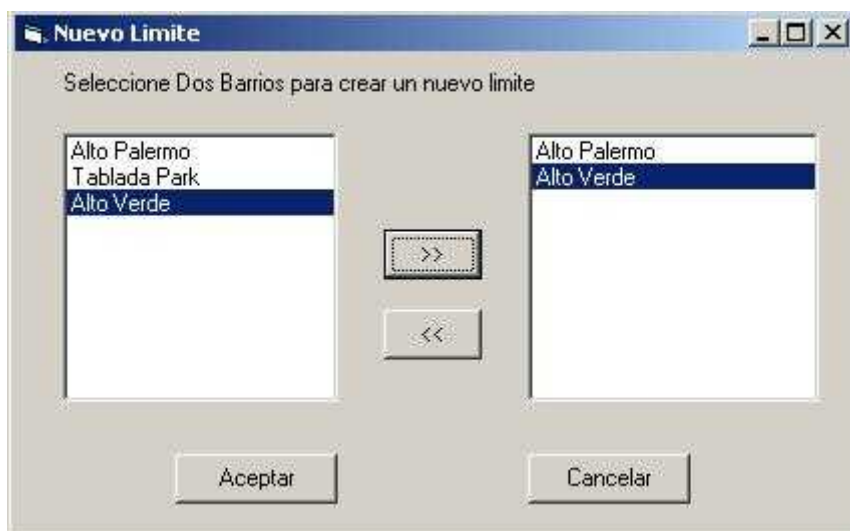 Nuevo Limite
Seleccione Dos Barrios para crear un nuevo limite
Alto Palermo
Tablada Park
Alto Verde
Alto Palermo
Alto Verde
>>
<<
Aceptar
Cancelar